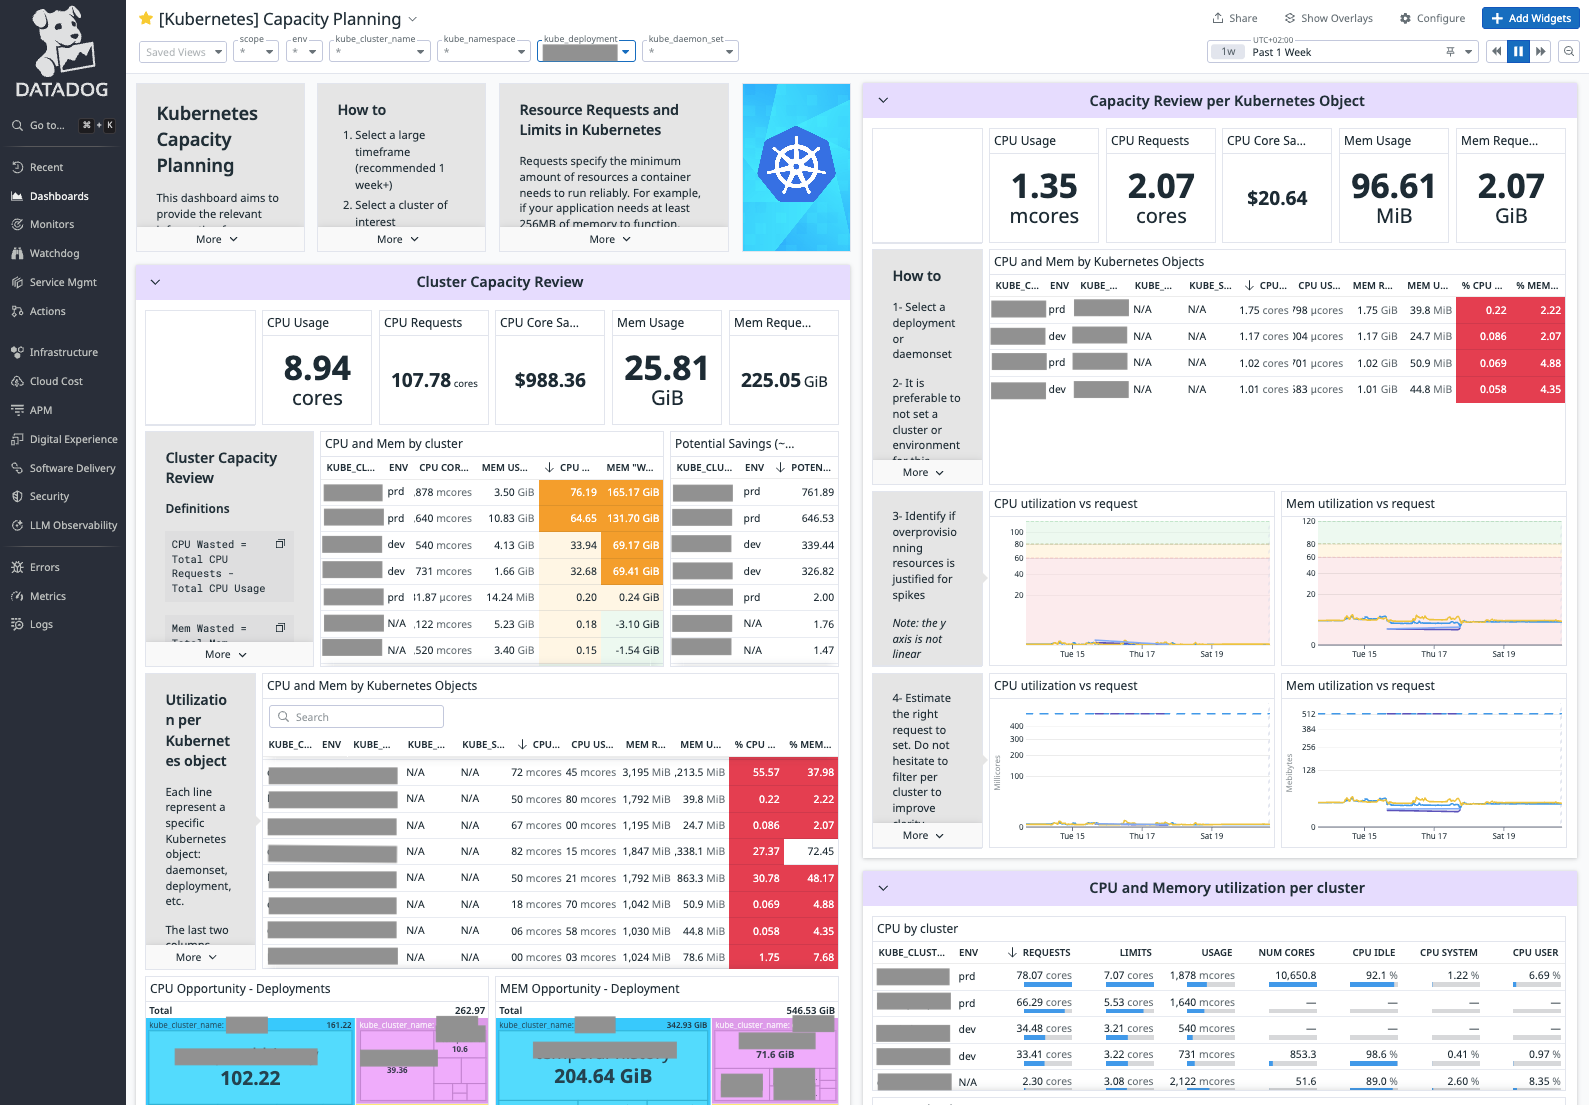 DATADOG
Go to... ⌘ + K
Recent
Dashboards
Monitors
Watchdog
Service Mgmt
Actions
Infrastructure
Cloud Cost
APM
Digital Experience
Software Delivery
Security
LLM Observability
Errors
Metrics
Logs
[Kubernetes] Capacity Planning
Share
Show Overlays
Configure
+ Add Widgets
Saved Views
scope
*
env
*
kube_cluster_name
*
kube_namespace
*
kube_deployment
kube_daemon_set
*
UTC+02:00
1w Past 1 Week
Kubernetes
Capacity
Planning
This dashboard aims to
provide the relevant
More
How to
1. Select a large
timeframe
(recommended 1
week+)
2. Select a cluster of
interest
More
Resource Requests and
Limits in Kubernetes
Requests specify the minimum
amount of resources a container
needs to run reliably. For example,
if your application needs at least
256MB of memory to function,
More
Cluster Capacity Review
CPU Usage
8.94
cores
CPU Requests
107.78 cores
CPU Core Sa...
$988.36
Mem Usage
25.81
GiB
Mem Reque...
225.05 GiB
Cluster Capacity
Review
Definitions
CPU Wasted =
Total CPU
Requests -
Total CPU Usage
Mem Wasted =
More
CPU and Mem by cluster
KUBE_CL... ENV CPU COR... MEM US... CPU ... MEM "W...
prd .878 mcores 3.50 GiB 76.19 165.17 GiB
prd .640 mcores 10.83 GiB 64.65 131.70 GiB
dev 540 mcores 4.13 GiB 33.94 69.17 GiB
dev 731 mcores 1.66 GiB 32.68 69.41 GiB
prd 1.87 µcores 14.24 MiB 0.20 0.24 GiB
N/A .122 mcores 5.23 GiB 0.18 -3.10 GiB
N/A .520 mcores 3.40 GiB 0.15 -1.54 GiB
Potential Savings (~...
KUBE_CLU... ENV POTEN...
prd 761.89
prd 646.53
dev 339.44
dev 326.82
prd 2.00
N/A 1.76
N/A 1.47
Utilizatio
n per
Kubernet
es object
Each line
represent a
specific
Kubernetes
object:
daemonset,
deployment,
etc.
The last two
columns
More
CPU and Mem by Kubernetes Objects
Search
KUBE_C... ENV KUBE_... KUBE_... KUBE_S... CPU... CPU US... MEM R... MEM U... % CPU ... % MEM...
N/A N/A 72 mcores 45 mcores 3,195 MiB ,213.5 MiB 55.57 37.98
N/A N/A 50 mcores 80 mcores 1,792 MiB 39.8 MiB 0.22 2.22
N/A N/A 67 mcores 00 mcores 1,195 MiB 24.7 MiB 0.086 2.07
N/A N/A 82 mcores 15 mcores 1,847 MiB ,338.1 MiB 27.37 72.45
N/A N/A 50 mcores 21 mcores 1,792 MiB 863.3 MiB 30.78 48.17
N/A N/A 18 mcores 70 mcores 1,042 MiB 50.9 MiB 0.069 4.88
N/A N/A 06 mcores 58 mcores 1,030 MiB 44.8 MiB 0.058 4.35
N/A N/A 00 mcores 03 mcores 1,024 MiB 78.6 MiB 1.75 7.68
CPU Opportunity - Deployments
Total 262.97
kube_cluster_name: 161.22
102.22
kube_cluster_name:
10.6
39.36
MEM Opportunity - Deployment
Total 546.53 GiB
kube_cluster_name: 342.93 GiB
204.64 GiB
kube_cluster_name:
71.6 GiB
Capacity Review per Kubernetes Object
CPU Usage
1.35
mcores
CPU Requests
2.07
cores
CPU Core Sa...
$20.64
Mem Usage
96.61
MiB
Mem Reque...
2.07
GiB
How to
1- Select a
deployment
or
daemonset
2- It is
preferable to
not set a
cluster or
environment
More
CPU and Mem by Kubernetes Objects
KUBE_C... ENV KUBE_... KUBE_... KUBE_S... CPU... CPU US... MEM R... MEM U... % CPU ... % MEM...
prd N/A N/A 1.75 cores 798 µcores 1.75 GiB 39.8 MiB 0.22 2.22
dev N/A N/A 1.17 cores 004 µcores 1.17 GiB 24.7 MiB 0.086 2.07
prd N/A N/A 1.02 cores 701 µcores 1.02 GiB 50.9 MiB 0.069 4.88
dev N/A N/A 1.01 cores 583 µcores 1.01 GiB 44.8 MiB 0.058 4.35
3- Identify if
overprovisio
nning
resources is
justified for
spikes
Note: the y
axis is not
linear
CPU utilization vs request
100
80
60
40
20
Tue 15 Thu 17 Sat 19
Mem utilization vs request
120
80
60
40
20
0
Tue 15 Thu 17 Sat 19
4- Estimate
the right
request to
set. Do not
hesitate to
filter per
cluster to
improve
clarity
More
CPU utilization vs request
Millicores
400
300
200
100
0
Tue 15 Thu 17 Sat 19
Mem utilization vs request
Mebibytes
512
384
256
128
0
Tue 15 Thu 17 Sat 19
CPU and Memory utilization per cluster
CPU by cluster
KUBE_CLUST... ENV REQUESTS LIMITS USAGE NUM CORES CPU IDLE CPU SYSTEM CPU USER
prd 78.07 cores 7.07 cores 1,878 mcores 10,650.8 92.1 % 1.22 % 6.69 %
prd 66.29 cores 5.53 cores 1,640 mcores — — — —
dev 34.48 cores 3.21 cores 540 mcores — — — —
dev 33.41 cores 3.22 cores 731 mcores 853.3 98.6 % 0.41 % 0.97 %
N/A 2.30 cores 3.08 cores 2,122 mcores 51.6 89.0 % 2.60 % 8.35 %